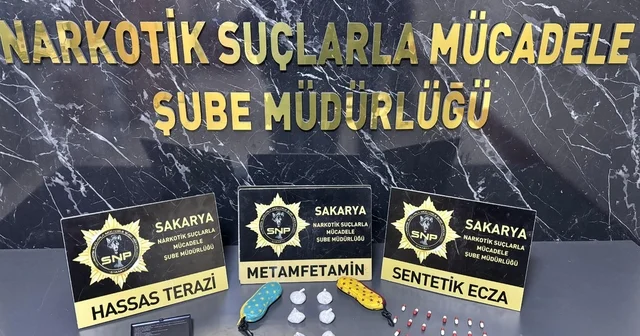 NARKOTİK SUÇLARLA MÜCADELE
ŞUBE MÜDÜRLÜĞÜ
SAKARYA
NARKOTİK SUÇLARLA
MÜCADELE
ŞUBE MÜDÜRLÜĞÜ
SNP
HASSAS TERAZİ
SAKARYA
NARKOTİK SUÇLARLA
MÜCADELE
ŞUBE MÜDÜRLÜĞÜ
SNP
METAMFETAMİN
SAKARYA
NARKOTİK SUÇLARLA
MÜCADELE
ŞUBE MÜDÜRLÜĞÜ
SNP
SENTETİK ECZA